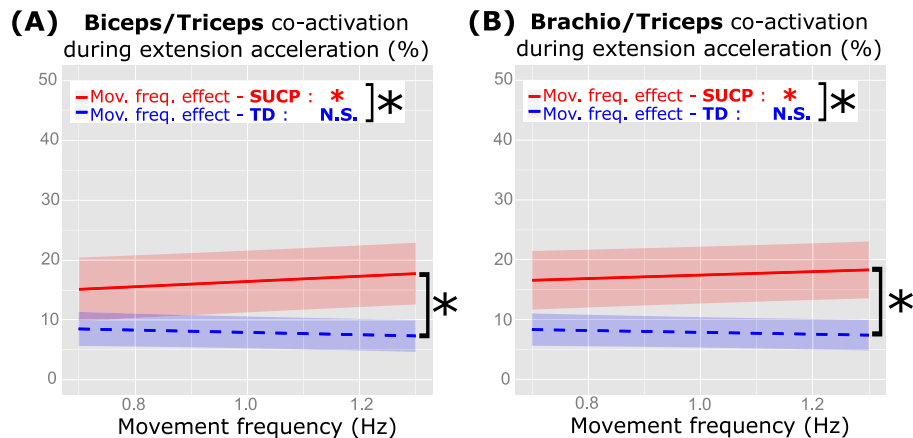 (A) Biceps/Triceps co-activation
during extension acceleration (%)
50
40
30
20
10
0
Mov. freq. effect - SUCP : *
Mov. freq. effect - TD : N.S.
*
*
0.8 1.0 1.2
Movement frequency (Hz)
(B) Brachio/Triceps co-activation
during extension acceleration (%)
50
40
30
20
10
0
Mov. freq. effect - SUCP : *
Mov. freq. effect - TD : N.S.
*
*
0.8 1.0 1.2
Movement frequency (Hz)